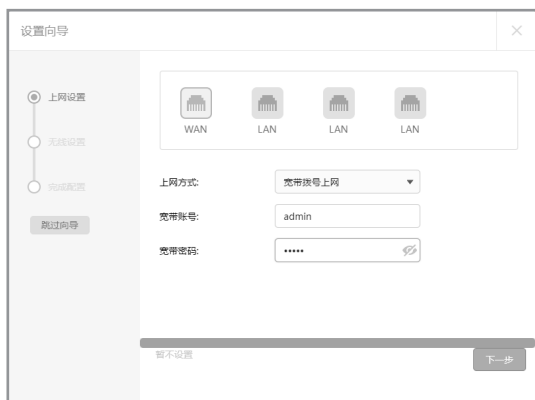 设置向导
上网设置
无线设置
完成配置
跳过向导
WAN LAN LAN LAN
上网方式: 宽带拨号上网
宽带账号: admin
宽带密码: •••••
暂不设置
下一步